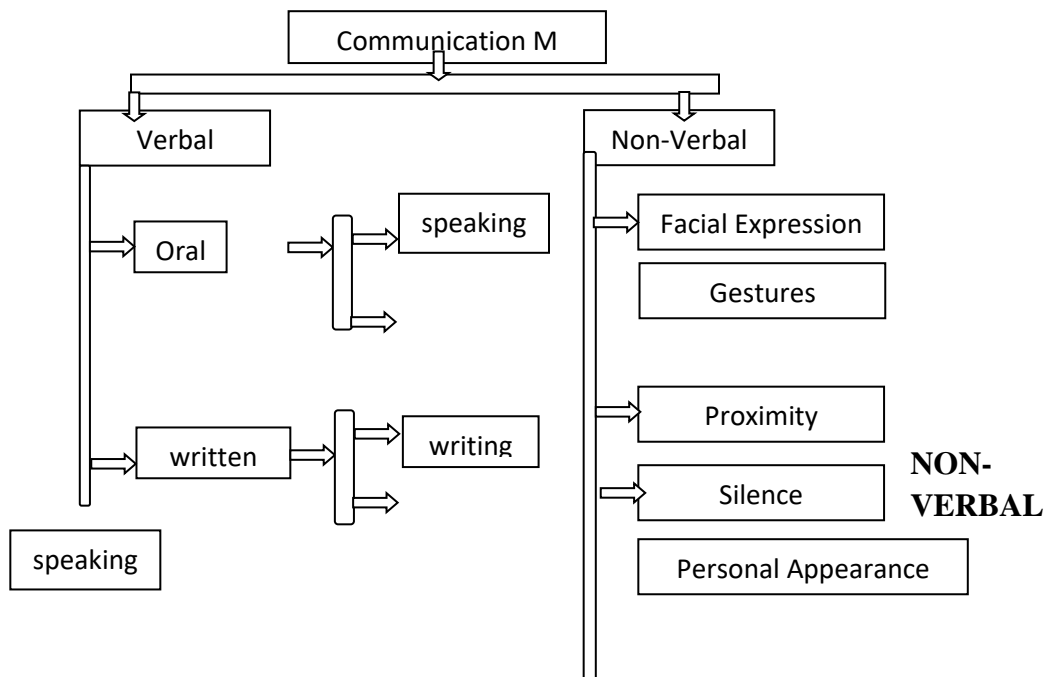 Communication M
Verbal
Non-Verbal
Oral
speaking
Facial Expression
Gestures
written
writing
Proximity
Silence
NON-
VERBAL
speaking
Personal Appearance